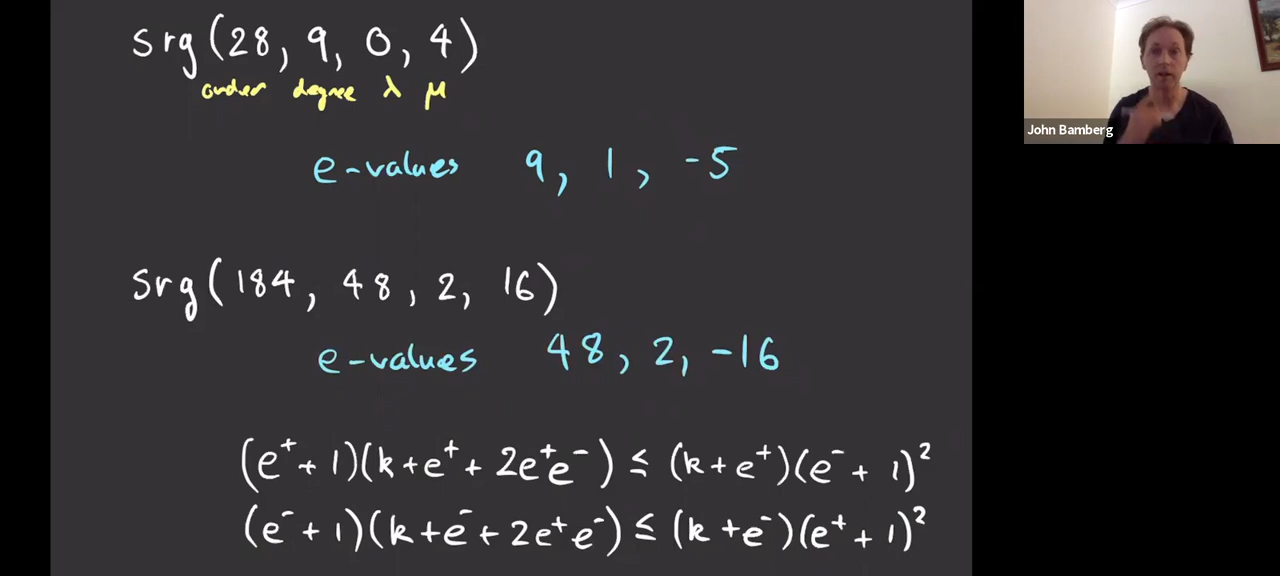 srg(28, 9, 0, 4)
order degree λ μ
e-values 9, 1, -5
srg(184, 48, 2, 16)
e-values 48, 2, -16
(e⁺+1)(k+e⁺+2e⁺e⁻) ≤ (k+e⁺)(e⁻+1)²
(e⁻+1)(k+e⁻+2e⁺e⁻) ≤ (k+e⁻)(e⁺+1)²
John Bamberg